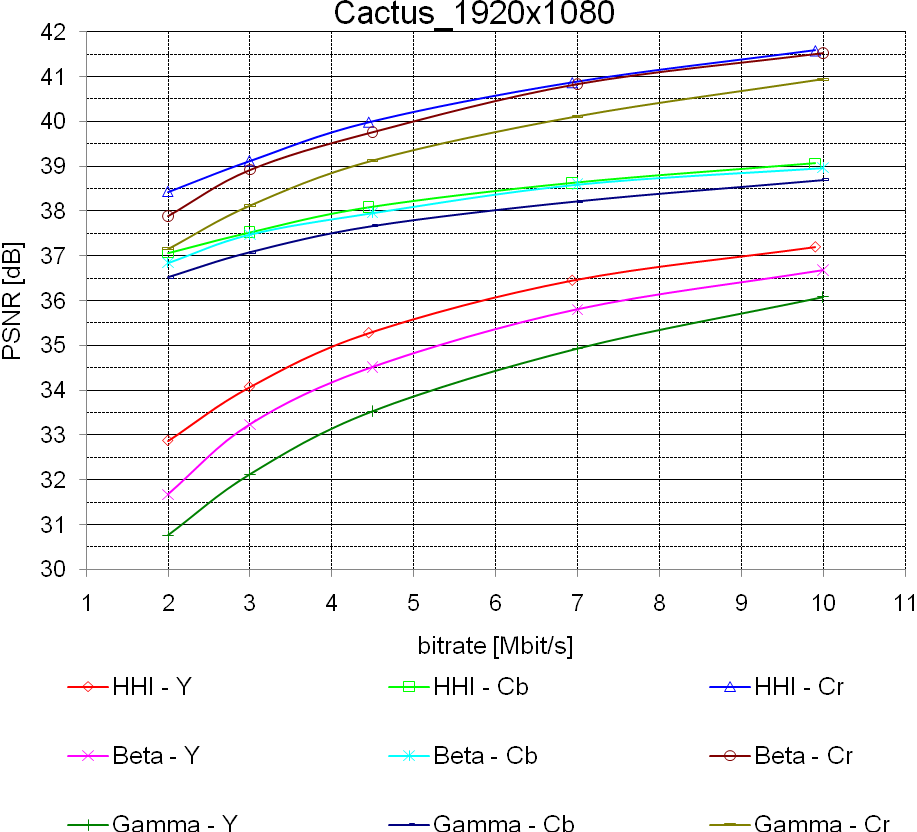 Cactus_1920x1080
42
41
40
39
38
37
36
35
34
33
32
31
30
PSNR [dB]
1 2 3 4 5 6 7 8 9 10 11
bitrate [Mbit/s]
HHI - Y HHI - Cb HHI - Cr
Beta - Y Beta - Cb Beta - Cr
Gamma - Y Gamma - Cb Gamma - Cr